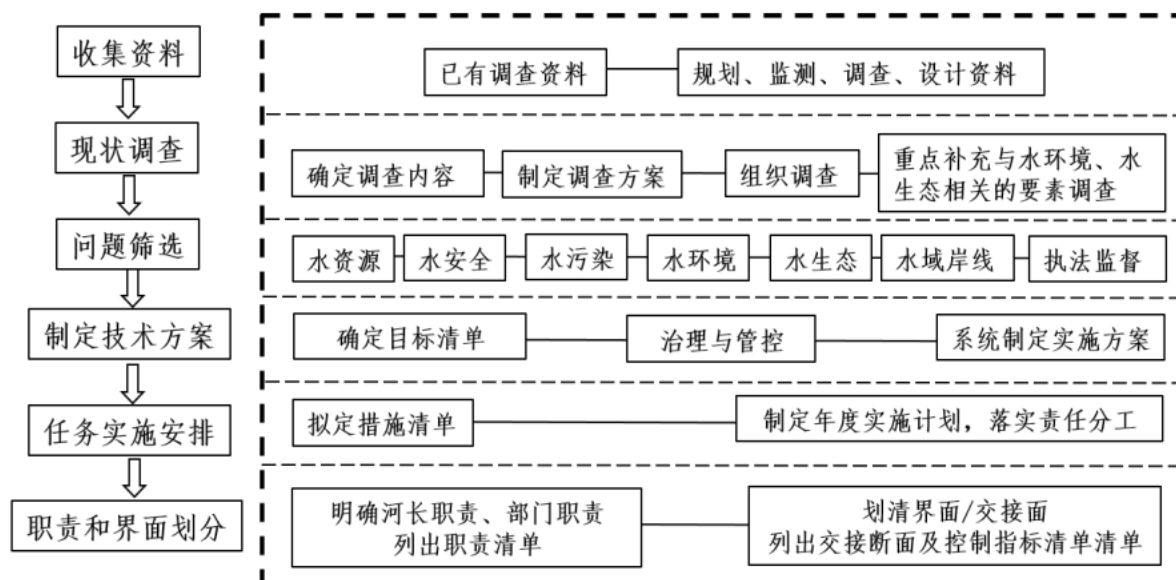 收集资料
已有调查资料
规划、监测、调查、设计资料
现状调查
确定调查内容
制定调查方案
组织调查
重点补充与水环境、水
生态相关的要素调查
问题筛选
水资源
水安全
水污染
水环境
水生态
水域岸线
执法监督
制定技术方案
确定目标清单
治理与管控
系统制定实施方案
任务实施安排
拟定措施清单
制定年度实施计划，落实责任分工
职责和界面划分
明确河长职责、部门职责
列出职责清单
划清界面/交接面
列出交接断面及控制指标清单清单